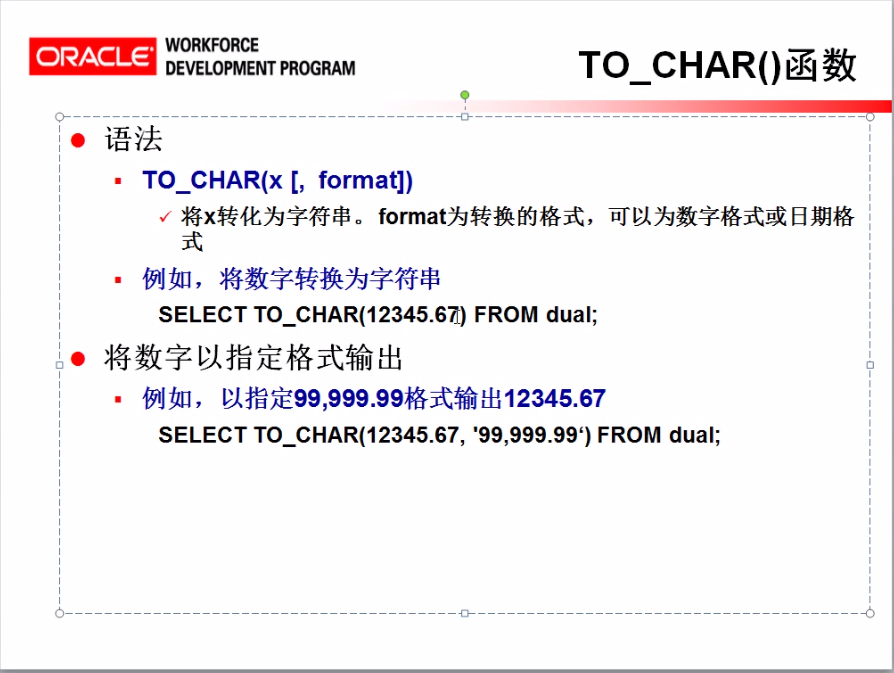 ORACLE WORKFORCE
DEVELOPMENT PROGRAM
TO_CHAR()函数
语法
TO_CHAR(x [, format])
将x转化为字符串。format为转换的格式，可以为数字格式或日期格
式
例如，将数字转换为字符串
SELECT TO_CHAR(12345.67) FROM dual;
将数字以指定格式输出
例如，以指定99,999.99格式输出12345.67
SELECT TO_CHAR(12345.67, '99,999.99‘) FROM dual;